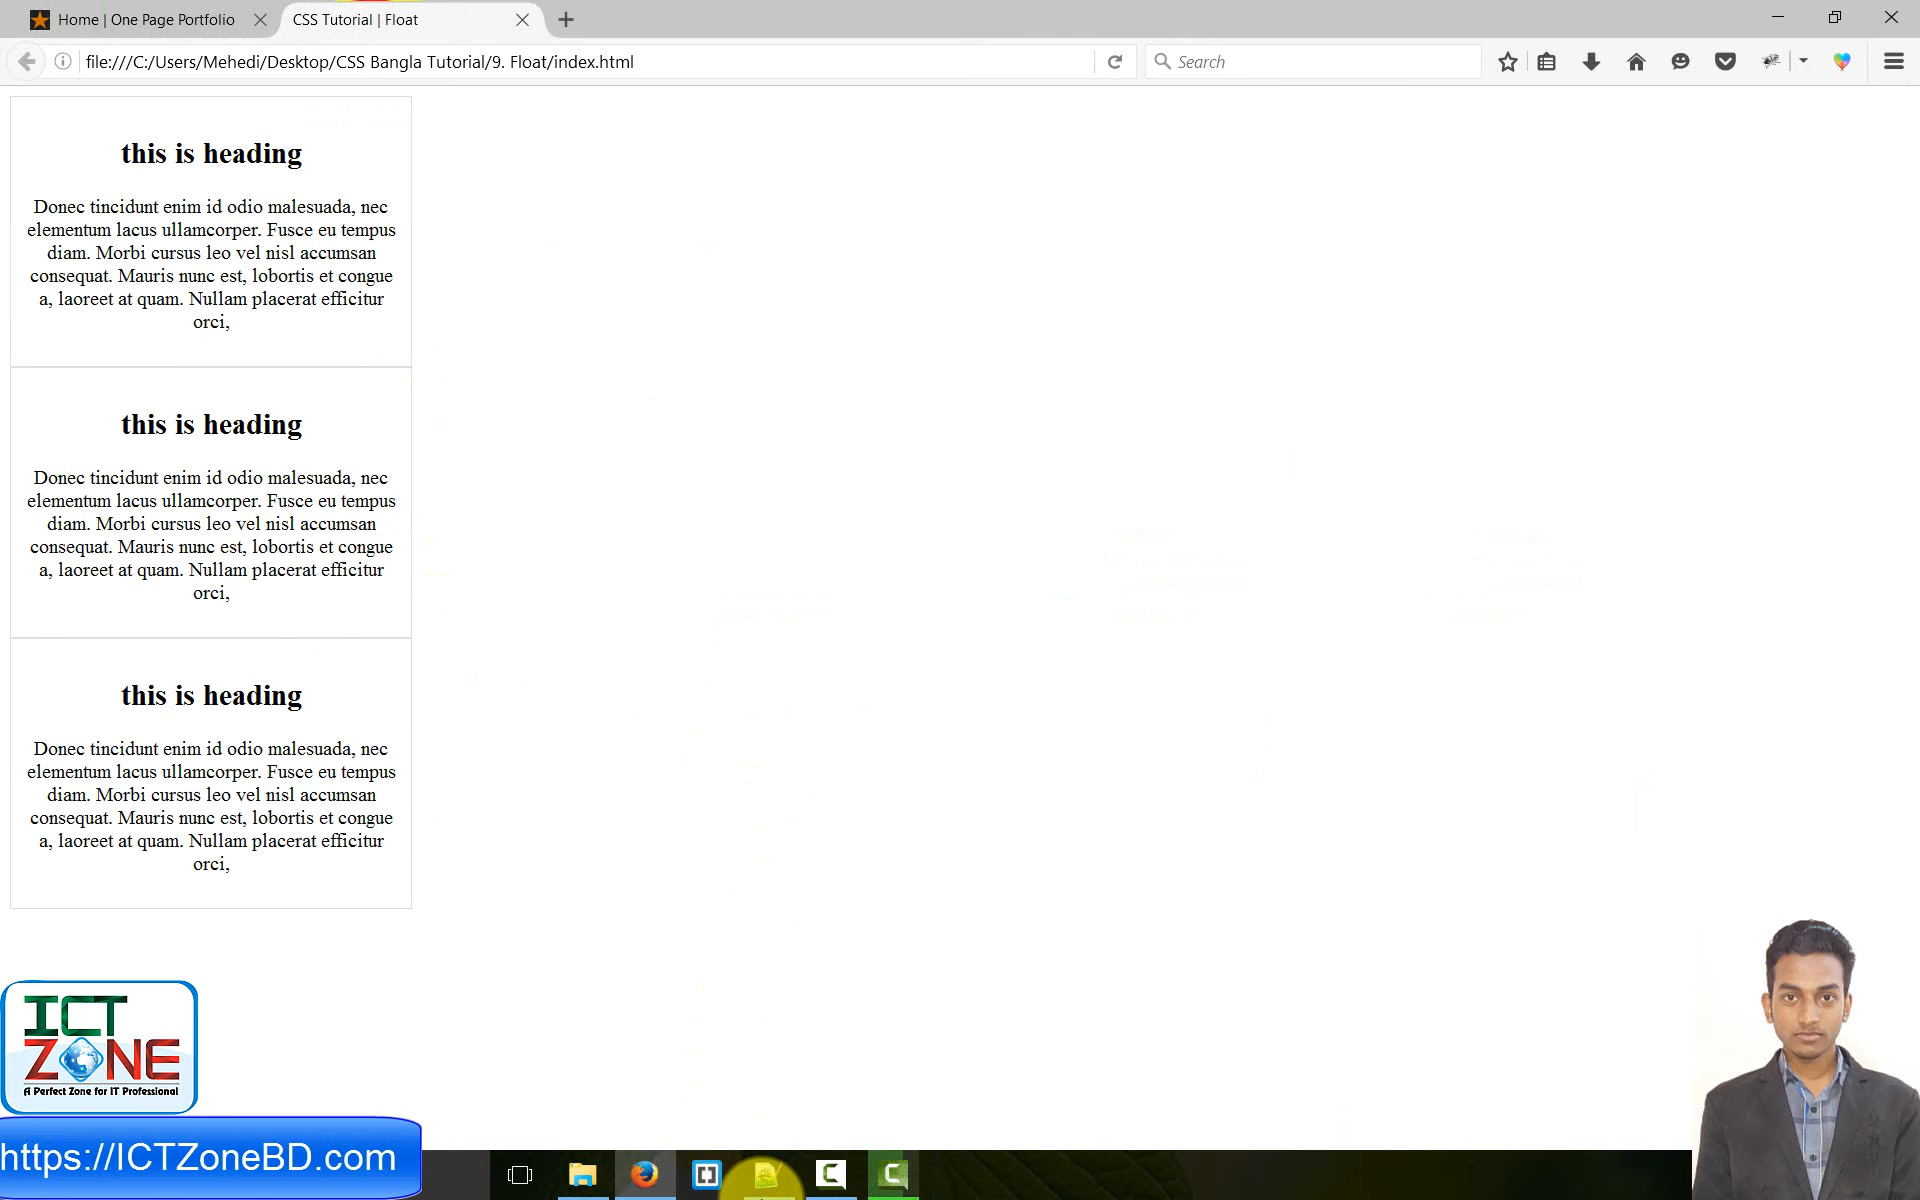 Home | One Page Portfolio
CSS Tutorial | Float
file:///C:/Users/Mehedi/Desktop/CSS Bangla Tutorial/9. Float/index.html
Search
this is heading
Donec tincidunt enim id odio malesuada, nec
elementum lacus ullamcorper. Fusce eu tempus
diam. Morbi cursus leo vel nisl accumsan
consequat. Mauris nunc est, lobortis et congue
a, laoreet at quam. Nullam placerat efficitur
orci,
this is heading
Donec tincidunt enim id odio malesuada, nec
elementum lacus ullamcorper. Fusce eu tempus
diam. Morbi cursus leo vel nisl accumsan
consequat. Mauris nunc est, lobortis et congue
a, laoreet at quam. Nullam placerat efficitur
orci,
this is heading
Donec tincidunt enim id odio malesuada, nec
elementum lacus ullamcorper. Fusce eu tempus
diam. Morbi cursus leo vel nisl accumsan
consequat. Mauris nunc est, lobortis et congue
a, laoreet at quam. Nullam placerat efficitur
orci,
ICT
ZONE
A Perfect Zone for IT Professional
https://ICTZoneBD.com